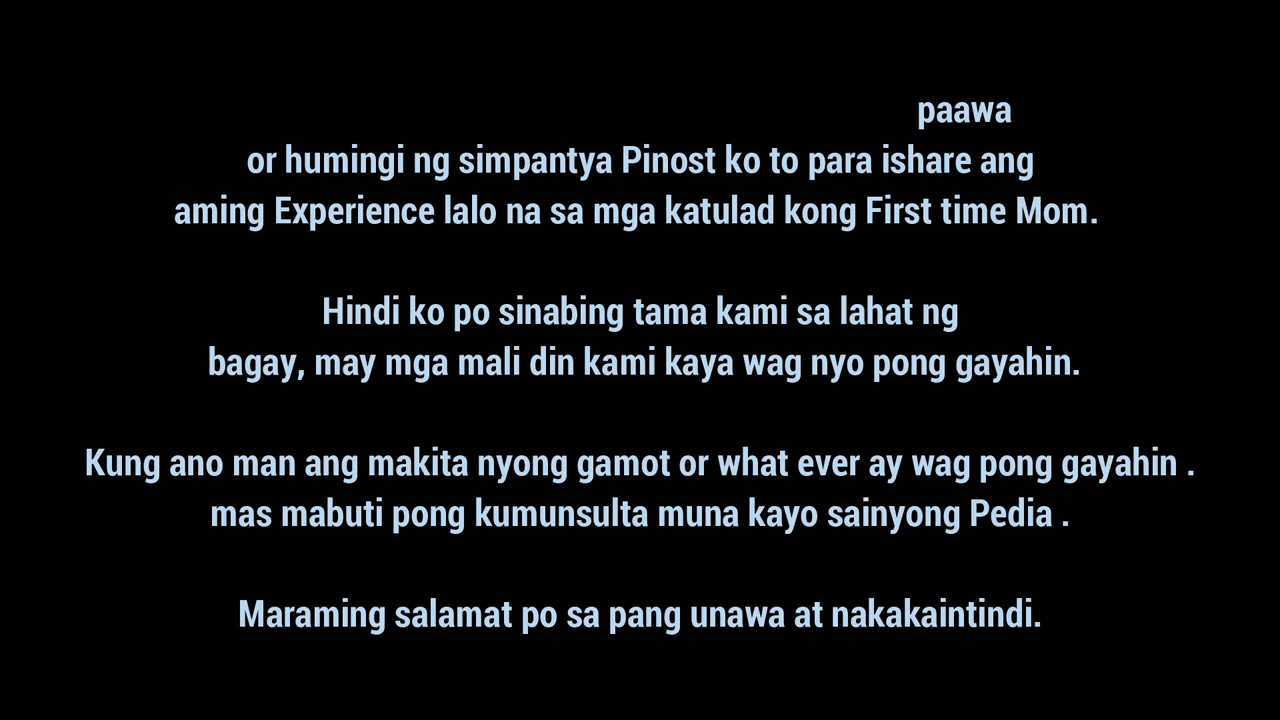 paawa
or humingi ng simpantya Pinost ko to para ishare ang
aming Experience lalo na sa mga katulad kong First time Mom.
Hindi ko po sinabing tama kami sa lahat ng
bagay, may mga mali din kami kaya wag nyo pong gayahin.
Kung ano man ang makita nyong gamot or what ever ay wag pong gayahin .
mas mabuti pong kumunsulta muna kayo sainyong Pedia .
Maraming salamat po sa pang unawa at nakakaintindi.